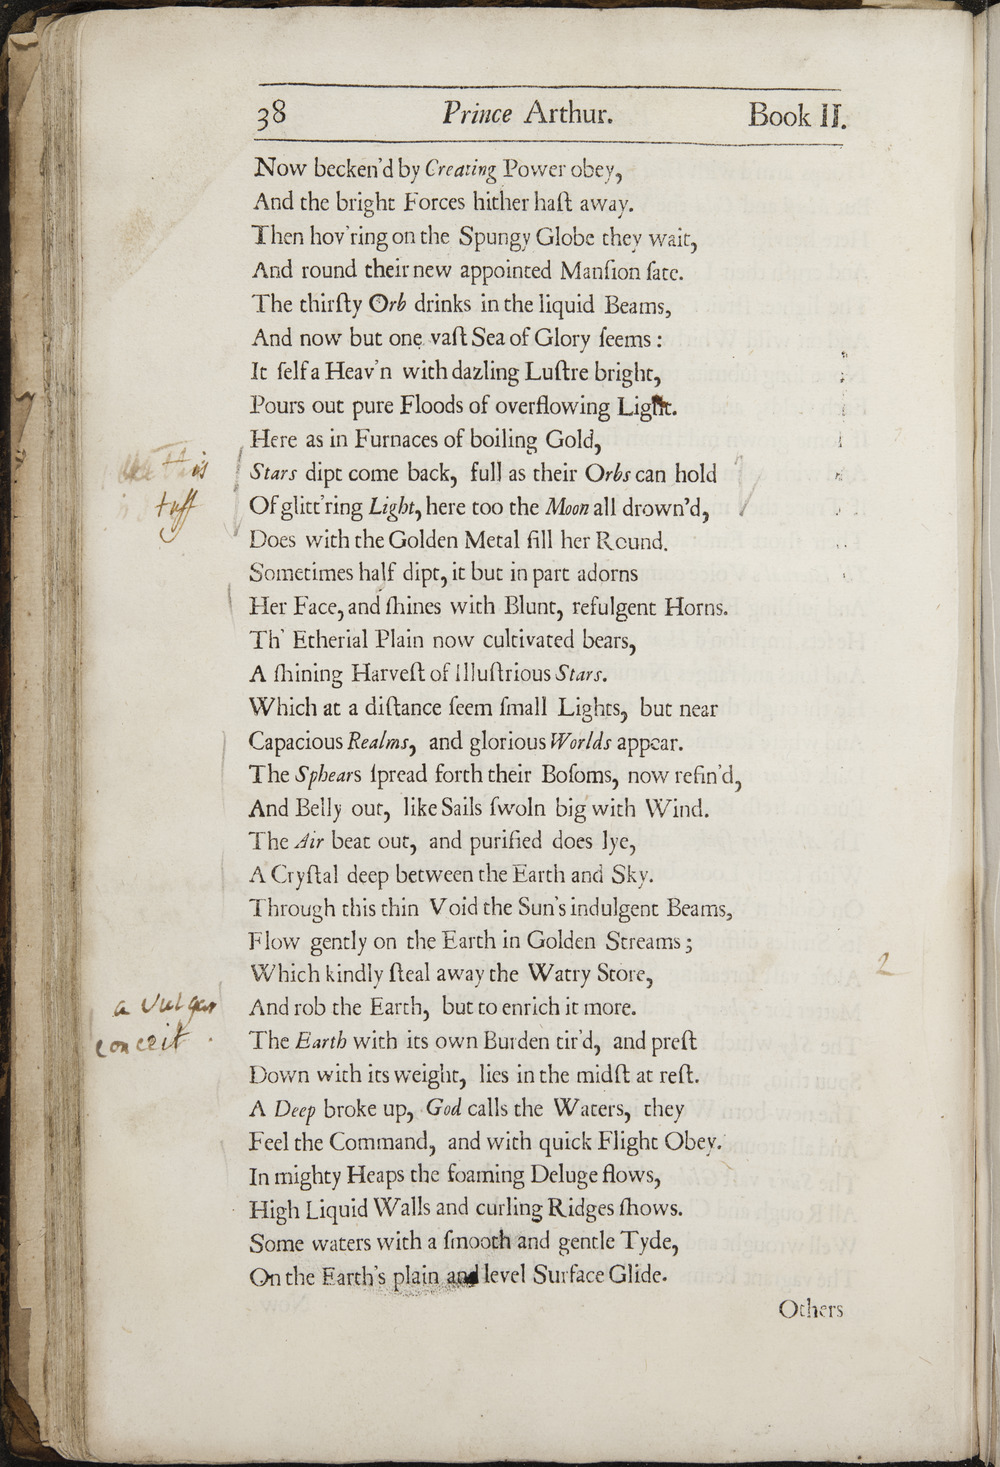 38 Prince Arthur. Book II.
Now becken'd by Creating Power obey,
And the bright Forces hither haſt away.
Then hov'ring on the Spungy Globe they wait,
And round their new appointed Manſion ſate.
The thirſty Orb drinks in the liquid Beams,
And now but one vaſt Sea of Glory ſeems :
It ſelf a Heav'n with dazling Luſtre bright,
Pours out pure Floods of overflowing Light.
Here as in Furnaces of boiling Gold,
this
Stars dipt come back, full as their Orbs can hold
tuff
Of glitt'ring Light, here too the Moon all drown'd,
Does with the Golden Metal fill her Round.
Sometimes half dipt, it but in part adorns
Her Face, and ſhines with Blunt, refulgent Horns.
Th' Etherial Plain now cultivated bears,
A ſhining Harveſt of Illuſtrious Stars.
Which at a diſtance ſeem ſmall Lights, but near
Capacious Realms, and glorious Worlds appear.
The Sphears ſpread forth their Boſoms, now refin'd,
And Belly out, like Sails ſwoln big with Wind.
The Air beat out, and purified does lye,
A Cryſtal deep between the Earth and Sky.
Through this thin Void the Sun's indulgent Beams,
Flow gently on the Earth in Golden Streams ;
Which kindly ſteal away the Watry Store,
2
a vulgar
And rob the Earth, but to enrich it more.
conceit .
The Earth with its own Burden tir'd, and preſt
Down with its weight, lies in the midſt at reſt.
A Deep broke up, God calls the Waters, they
Feel the Command, and with quick Flight Obey.
In mighty Heaps the foaming Deluge flows,
High Liquid Walls and curling Ridges ſhows.
Some waters with a ſmooth and gentle Tyde,
On the Earth's plain and level Surface Glide.
Others